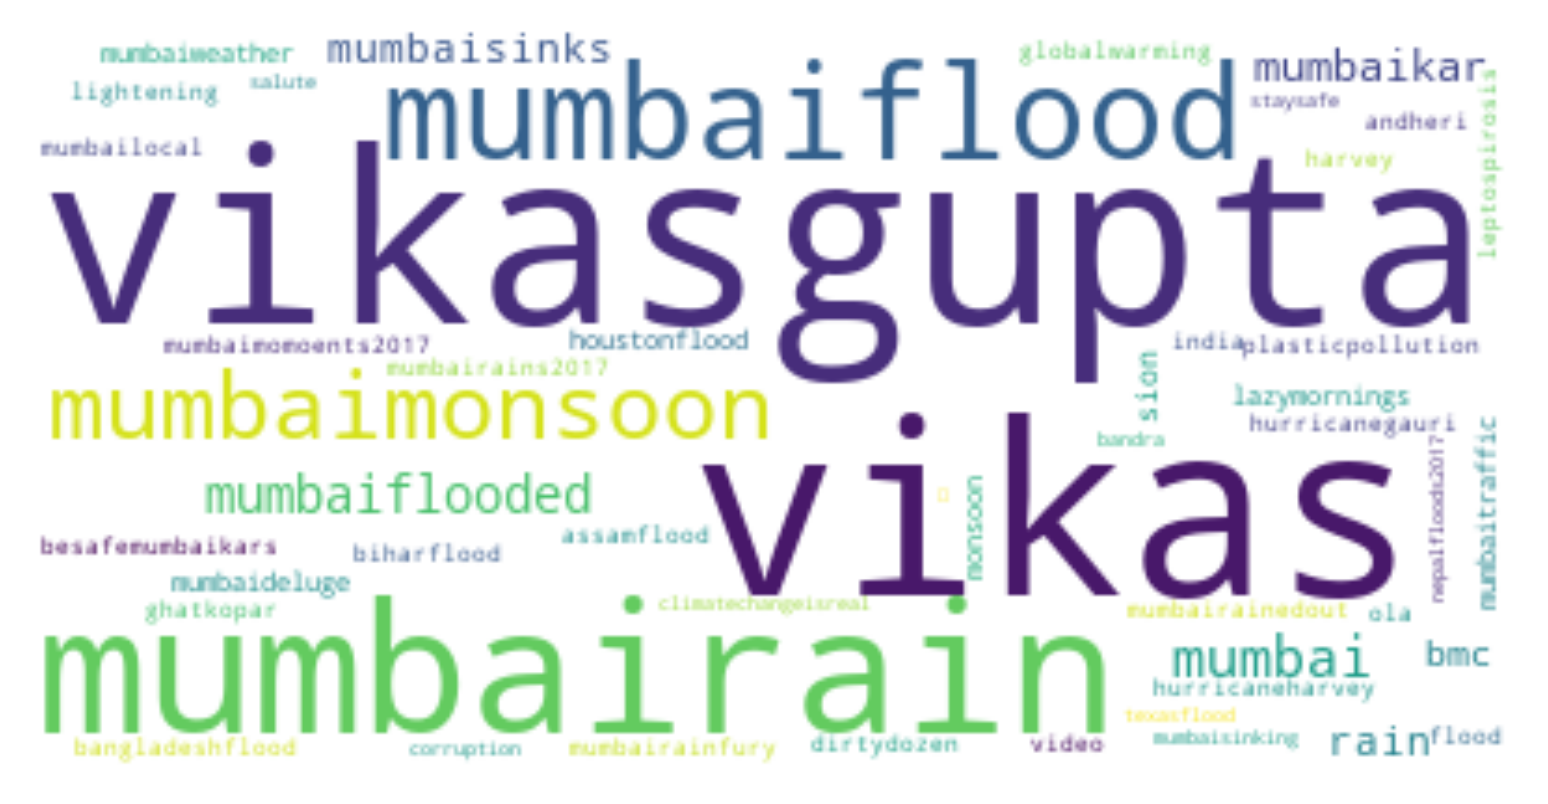 mumbaiweather
mumbaisinks
globalwarming
mumbaikar
lightening
salute
mumbaiflood
staysafe
leptospirosis
andheri
mumbailocal
harvey
vikasgupta
mumbaimomoents2017
houstonflood
india
plasticpollution
mumbairains2017
sion
mumbaimonsoon
lazymornings
hurricanegauri
bandra
vikas
nepalfloods2017
mumbaitraffic
mumbaiflooded
monsoon
assamflood
besafemumbaikars
biharflood
mumbaideluge
ghatkopar
climatechangeisreal
mumbairainedout
ola
mumbairain
mumbai
bmc
hurricaneharvey
texasflood
bangladeshflood
corruption
mumbairainfury
dirtydozen
video
mumbaisinking
rain
flood